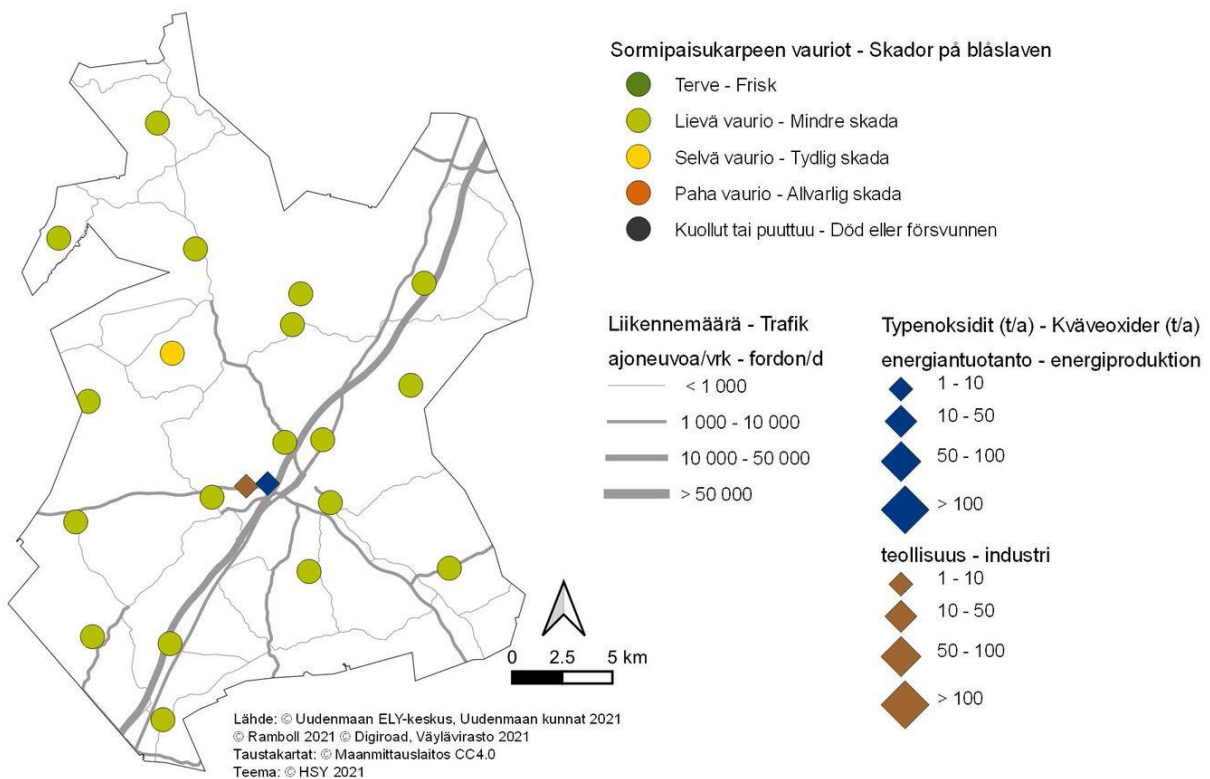 Sormipaisukarpeen vauriot - Skador på blåslaven
Terve - Frisk
Lievä vaurio - Mindre skada
Selvä vaurio - Tydlig skada
Paha vaurio - Allvarlig skada
Kuollut tai puuttuu - Död eller försvunnen
Liikennemäärä - Trafik
ajoneuvoa/vrk - fordon/d
< 1 000
1 000 - 10 000
10 000 - 50 000
> 50 000
Typenoksidit (t/a) - Kväveoxider (t/a)
energiantuotanto - energiproduktion
1 - 10
10 - 50
50 - 100
> 100
teollisuus - industri
1 - 10
10 - 50
50 - 100
> 100
0 2.5 5 km
Lähde: © Uudenmaan ELY-keskus, Uudenmaan kunnat 2021
© Ramboll 2021 © Digiroad, Väylävirasto 2021
Taustakartat: © Maanmittauslaitos CC4.0
Teema: © HSY 2021